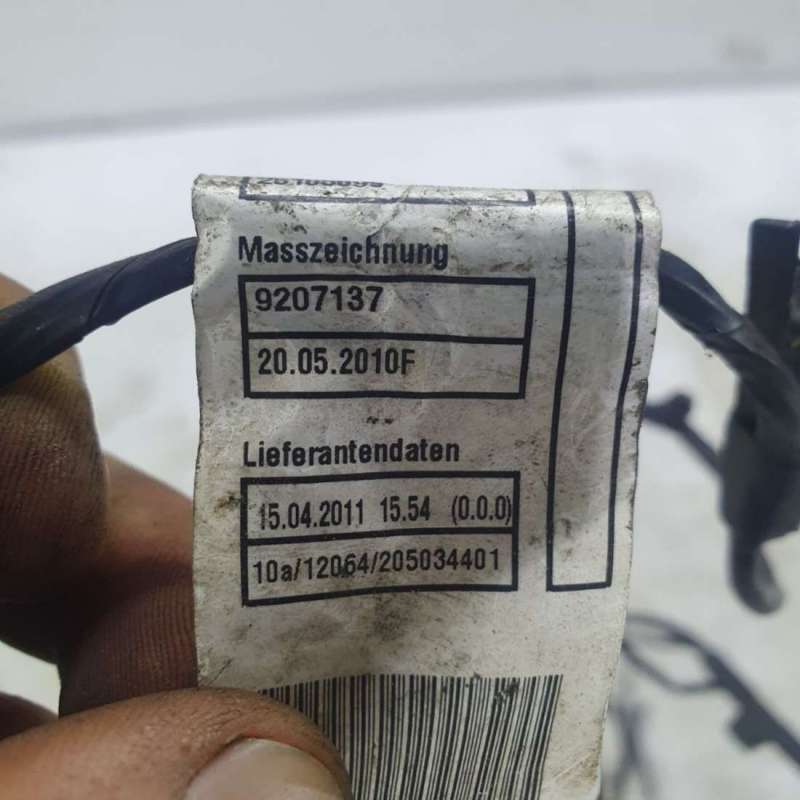 Masszeichnung
9207137
20.05.2010F
Lieferantendaten
15.04.2011 15.54 (0.0.0)
10a/12064/205034401